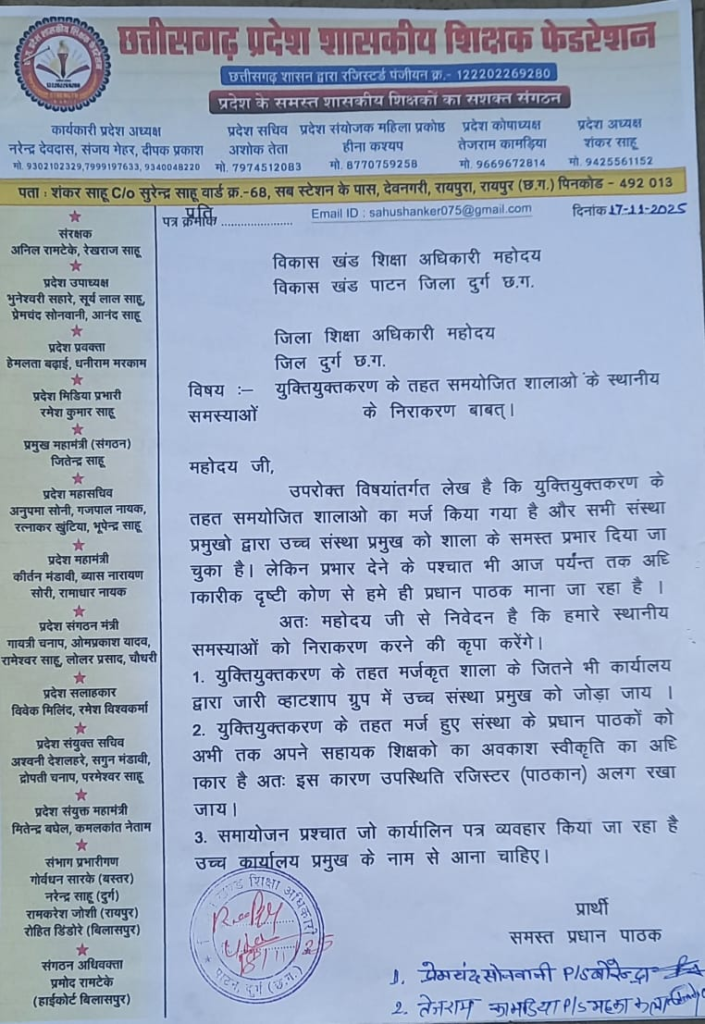 छत्तीसगढ़ प्रदेश शासकीय शिक्षक फेडरेशन
छत्तीसगढ़ शासन द्वारा रजिस्टर्ड पंजीयन क्र.- 122202269280
प्रदेश के समस्त शासकीय शिक्षकों का सशक्त संगठन
कार्यकारी प्रदेश अध्यक्ष
नरेन्द्र देवदास, संजय मेहर, दीपक प्रकाश
मो. 9302102329,7999197633, 9340048220
प्रदेश सचिव
अशोक तेता
मो. 7974512083
प्रदेश संयोजक महिला प्रकोष्ठ
हीना कश्यप
मो. 8770759258
प्रदेश कोषाध्यक्ष
तेजराम कामड़िया
मो. 9669672814
प्रदेश अध्यक्ष
शंकर साहू
मो. 9425561152
पता : शंकर साहू C/o सुरेन्द्र साहू वार्ड क्र.-68, सब स्टेशन के पास, देवनगरी, रायपुरा, रायपुर (छ.ग.) पिनकोड - 492 013
प्रति
पत्र क्रमांक ...................... Email ID : sahushanker075@gmail.com दिनांक 17-11-2025
संरक्षक
अनिल रामटेके, रेखराज साहू
प्रदेश उपाध्यक्ष
भुनेश्वरी सहारे, सूर्य लाल साहू,
प्रेमचंद सोनवानी, आनंद साहू
प्रदेश प्रवक्ता
हेमलता बढ़ाई, धनीराम मरकाम
प्रदेश मिडिया प्रभारी
रमेश कुमार साहू
प्रमुख महामंत्री (संगठन)
जितेन्द्र साहू
प्रदेश महासचिव
अनुपमा सोनी, गजपाल नायक,
रत्नाकर खुंटिया, भूपेन्द्र साहू
प्रदेश महामंत्री
कीर्तन मंडावी, ब्यास नारायण
सोरी, रामाधार नायक
प्रदेश संगठन मंत्री
गायत्री चनाप, ओमप्रकाश यादव,
रामेश्वर साहू, लोलर प्रसाद, चौधरी
प्रदेश सलाहकार
विवेक मिलिंद, रमेश विश्वकर्मा
प्रदेश संयुक्त सचिव
अश्वनी देशलहरे, सगुन मंडावी,
द्रोपती चनाप, परमेश्वर साहू
प्रदेश संयुक्त महामंत्री
मितेन्द्र बघेल, कमलकांत नेताम
संभाग प्रभारीगण
गोर्वधन सारके (बस्तर)
नरेन्द्र साहू (दुर्ग)
रामकरेश जोशी (रायपुर)
रोहित डिंडोरे (बिलासपुर)
संगठन अधिवक्ता
प्रमोद रामटेके
(हाईकोर्ट बिलासपुर)
विकास खंड शिक्षा अधिकारी महोदय
विकास खंड पाटन जिला दुर्ग छ.ग.
जिला शिक्षा अधिकारी महोदय
जिल दुर्ग छ.ग.
विषय :– युक्तियुक्तकरण के तहत समयोजित शालाओ के स्थानीय
समस्याओं के निराकरण बाबत्।
महोदय जी,
उपरोक्त विषयांतर्गत लेख है कि युक्तियुक्तकरण के
तहत समयोजित शालाओ का मर्ज किया गया है और सभी संस्था
प्रमुखो द्वारा उच्च संस्था प्रमुख को शाला के समस्त प्रभार दिया जा
चुका है। लेकिन प्रभार देने के पश्चात भी आज पर्यन्त तक अधि
कारीक दृष्टी कोण से हमे ही प्रधान पाठक माना जा रहा है ।
अतः महोदय जी से निवेदन है कि हमारे स्थानीय
समस्याओं को निराकरण करने की कृपा करेंगे।
1. युक्तियुक्तकरण के तहत मर्जकृत शाला के जितने भी कार्यालय
द्वारा जारी व्हाटशाप ग्रुप में उच्च संस्था प्रमुख को जोड़ा जाय ।
2. युक्तियुक्तकरण के तहत मर्ज हुए संस्था के प्रधान पाठकों को
अभी तक अपने सहायक शिक्षको का अवकाश स्वीकृति का अधि
कार है अतः इस कारण उपस्थिति रजिस्टर (पाठकान) अलग रखा
जाय।
3. समायोजन प्रश्चात जो कार्यालिन पत्र व्यवहार किया जा रहा है
उच्च कार्यालय प्रमुख के नाम से आना चाहिए।
शिक्षा अधिकारी
पाटन, दुर्ग (छ.ग.)
प्रार्थी
समस्त प्रधान पाठक
1. प्रेमचंद सोनवानी P/S
2. तेजराम कामडिया P/S